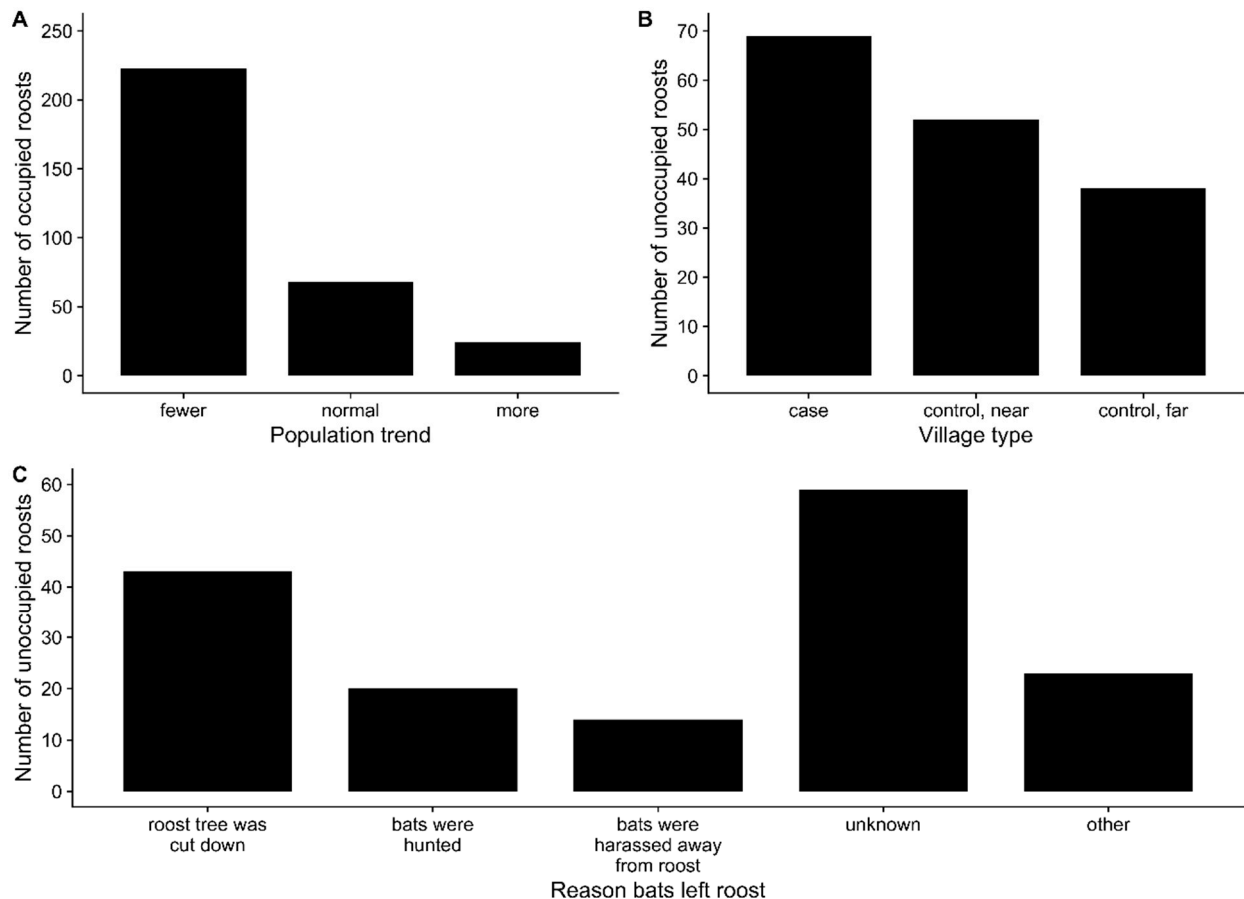 A
Number of occupied roosts
250
200
150
100
50
0
fewer normal more
Population trend
B
Number of unoccupied roosts
70
60
50
40
30
20
10
0
case control, near control, far
Village type
C
Number of unoccupied roosts
60
50
40
30
20
10
0
roost tree was
cut down
bats were
hunted
bats were
harassed away
from roost
unknown
other
Reason bats left roost